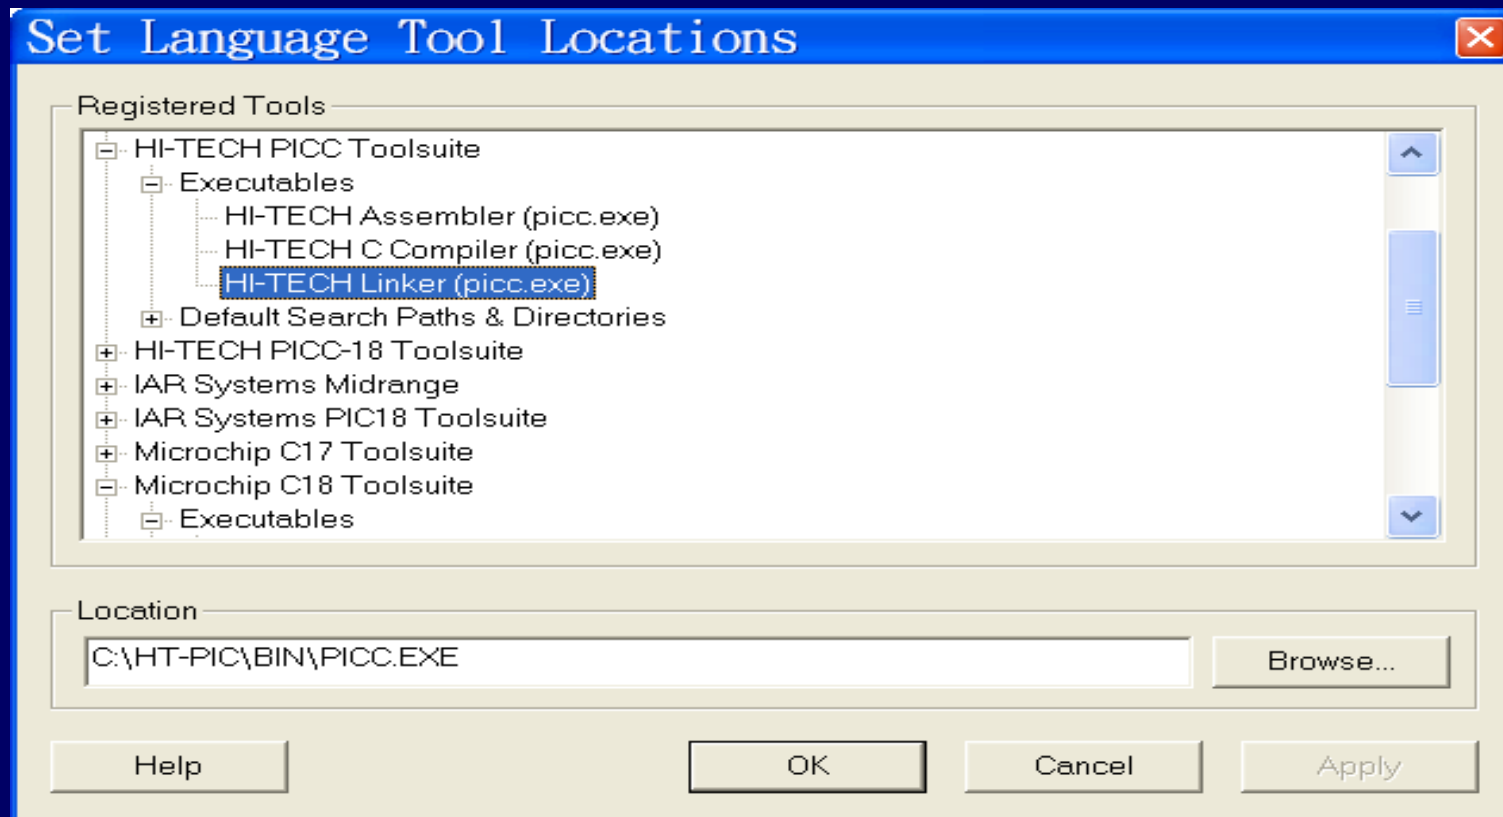 Set Language Tool Locations
Registered Tools
HI-TECH PICC Toolsuite
Executables
HI-TECH Assembler (picc.exe)
HI-TECH C Compiler (picc.exe)
HI-TECH Linker (picc.exe)
Default Search Paths & Directories
HI-TECH PICC-18 Toolsuite
IAR Systems Midrange
IAR Systems PIC18 Toolsuite
Microchip C17 Toolsuite
Microchip C18 Toolsuite
Executables
Location
C:\HT-PIC\BIN\PICC.EXE
Browse...
Help
OK
Cancel
Apply